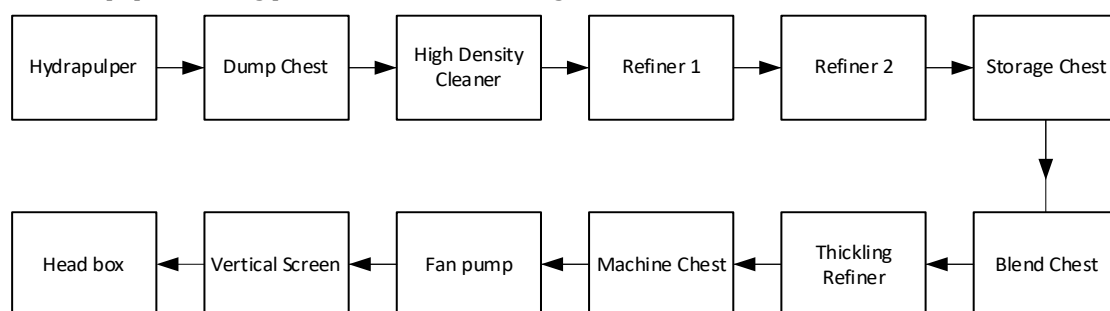 Hydrapulper
Dump Chest
High Density
Cleaner
Refiner 1
Refiner 2
Storage Chest
Head box
Vertical Screen
Fan pump
Machine Chest
Thickling
Refiner
Blend Chest